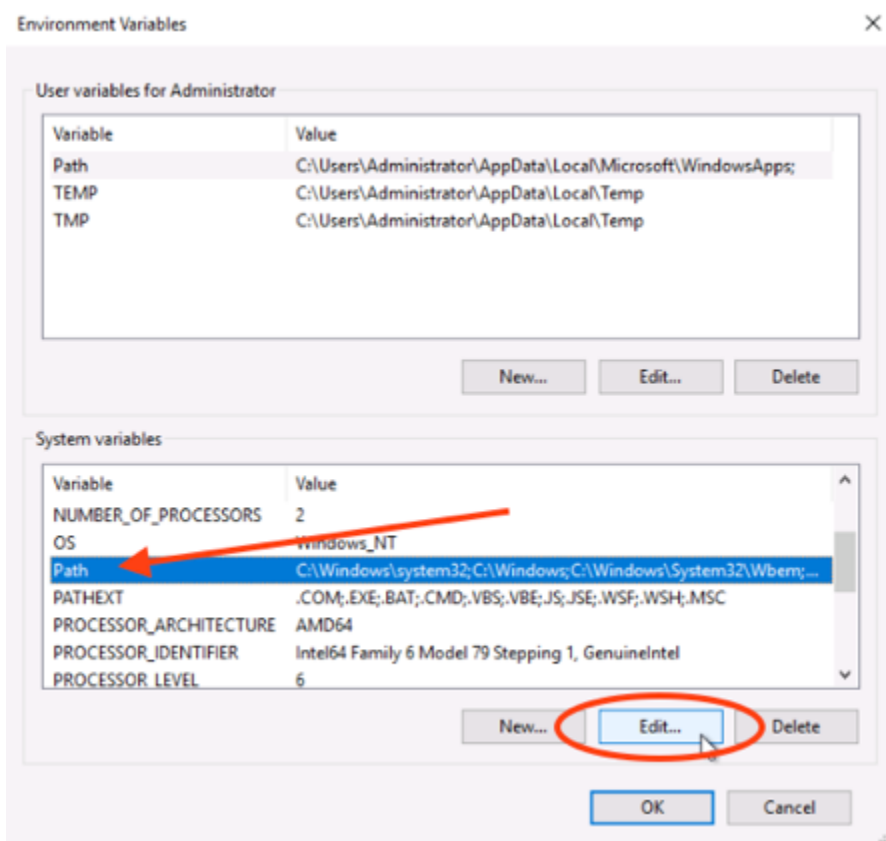 Environment Variables
User variables for Administrator
Variable Value
Path C:\Users\Administrator\AppData\Local\Microsoft\WindowsApps;
TEMP C:\Users\Administrator\AppData\Local\Temp
TMP C:\Users\Administrator\AppData\Local\Temp
New... Edit... Delete
System variables
Variable Value
NUMBER_OF_PROCESSORS 2
OS Windows_NT
Path C:\Windows\system32;C:\Windows;C:\Windows\System32\Wbem;...
PATHEXT .COM;.EXE;.BAT;.CMD;.VBS;.VBE;.JS;.JSE;.WSF;.WSH;.MSC
PROCESSOR_ARCHITECTURE AMD64
PROCESSOR_IDENTIFIER Intel64 Family 6 Model 79 Stepping 1, GenuineIntel
PROCESSOR_LEVEL 6
New... Edit... Delete
OK Cancel